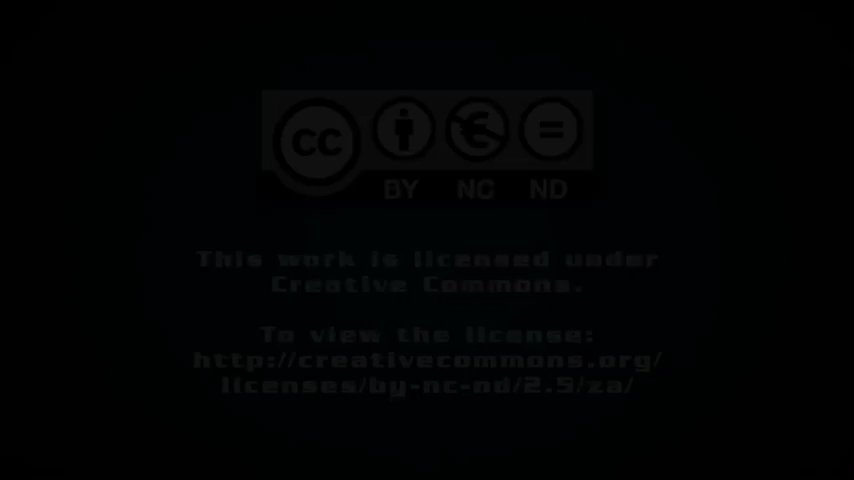 CC
BY NC ND
This work is licensed under
Creative Commons.
To view the license:
http://creativecommons.org/
licenses/by-nc-nd/2.5/za/